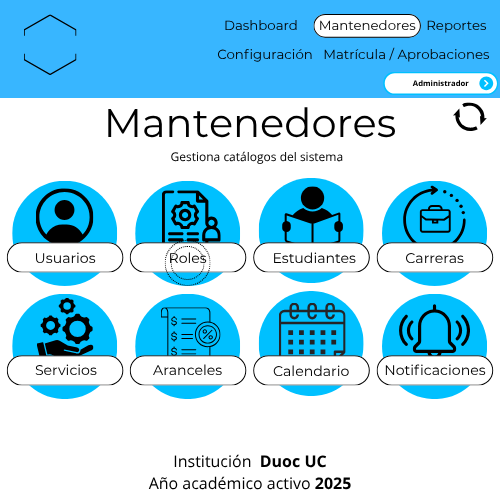 Dashboard Mantenedores Reportes
Configuración Matrícula / Aprobaciones
Administrador
Mantenedores
Gestiona catálogos del sistema
Usuarios Roles Estudiantes Carreras
Servicios Aranceles Calendario Notificaciones
Institución Duoc UC
Año académico activo 2025